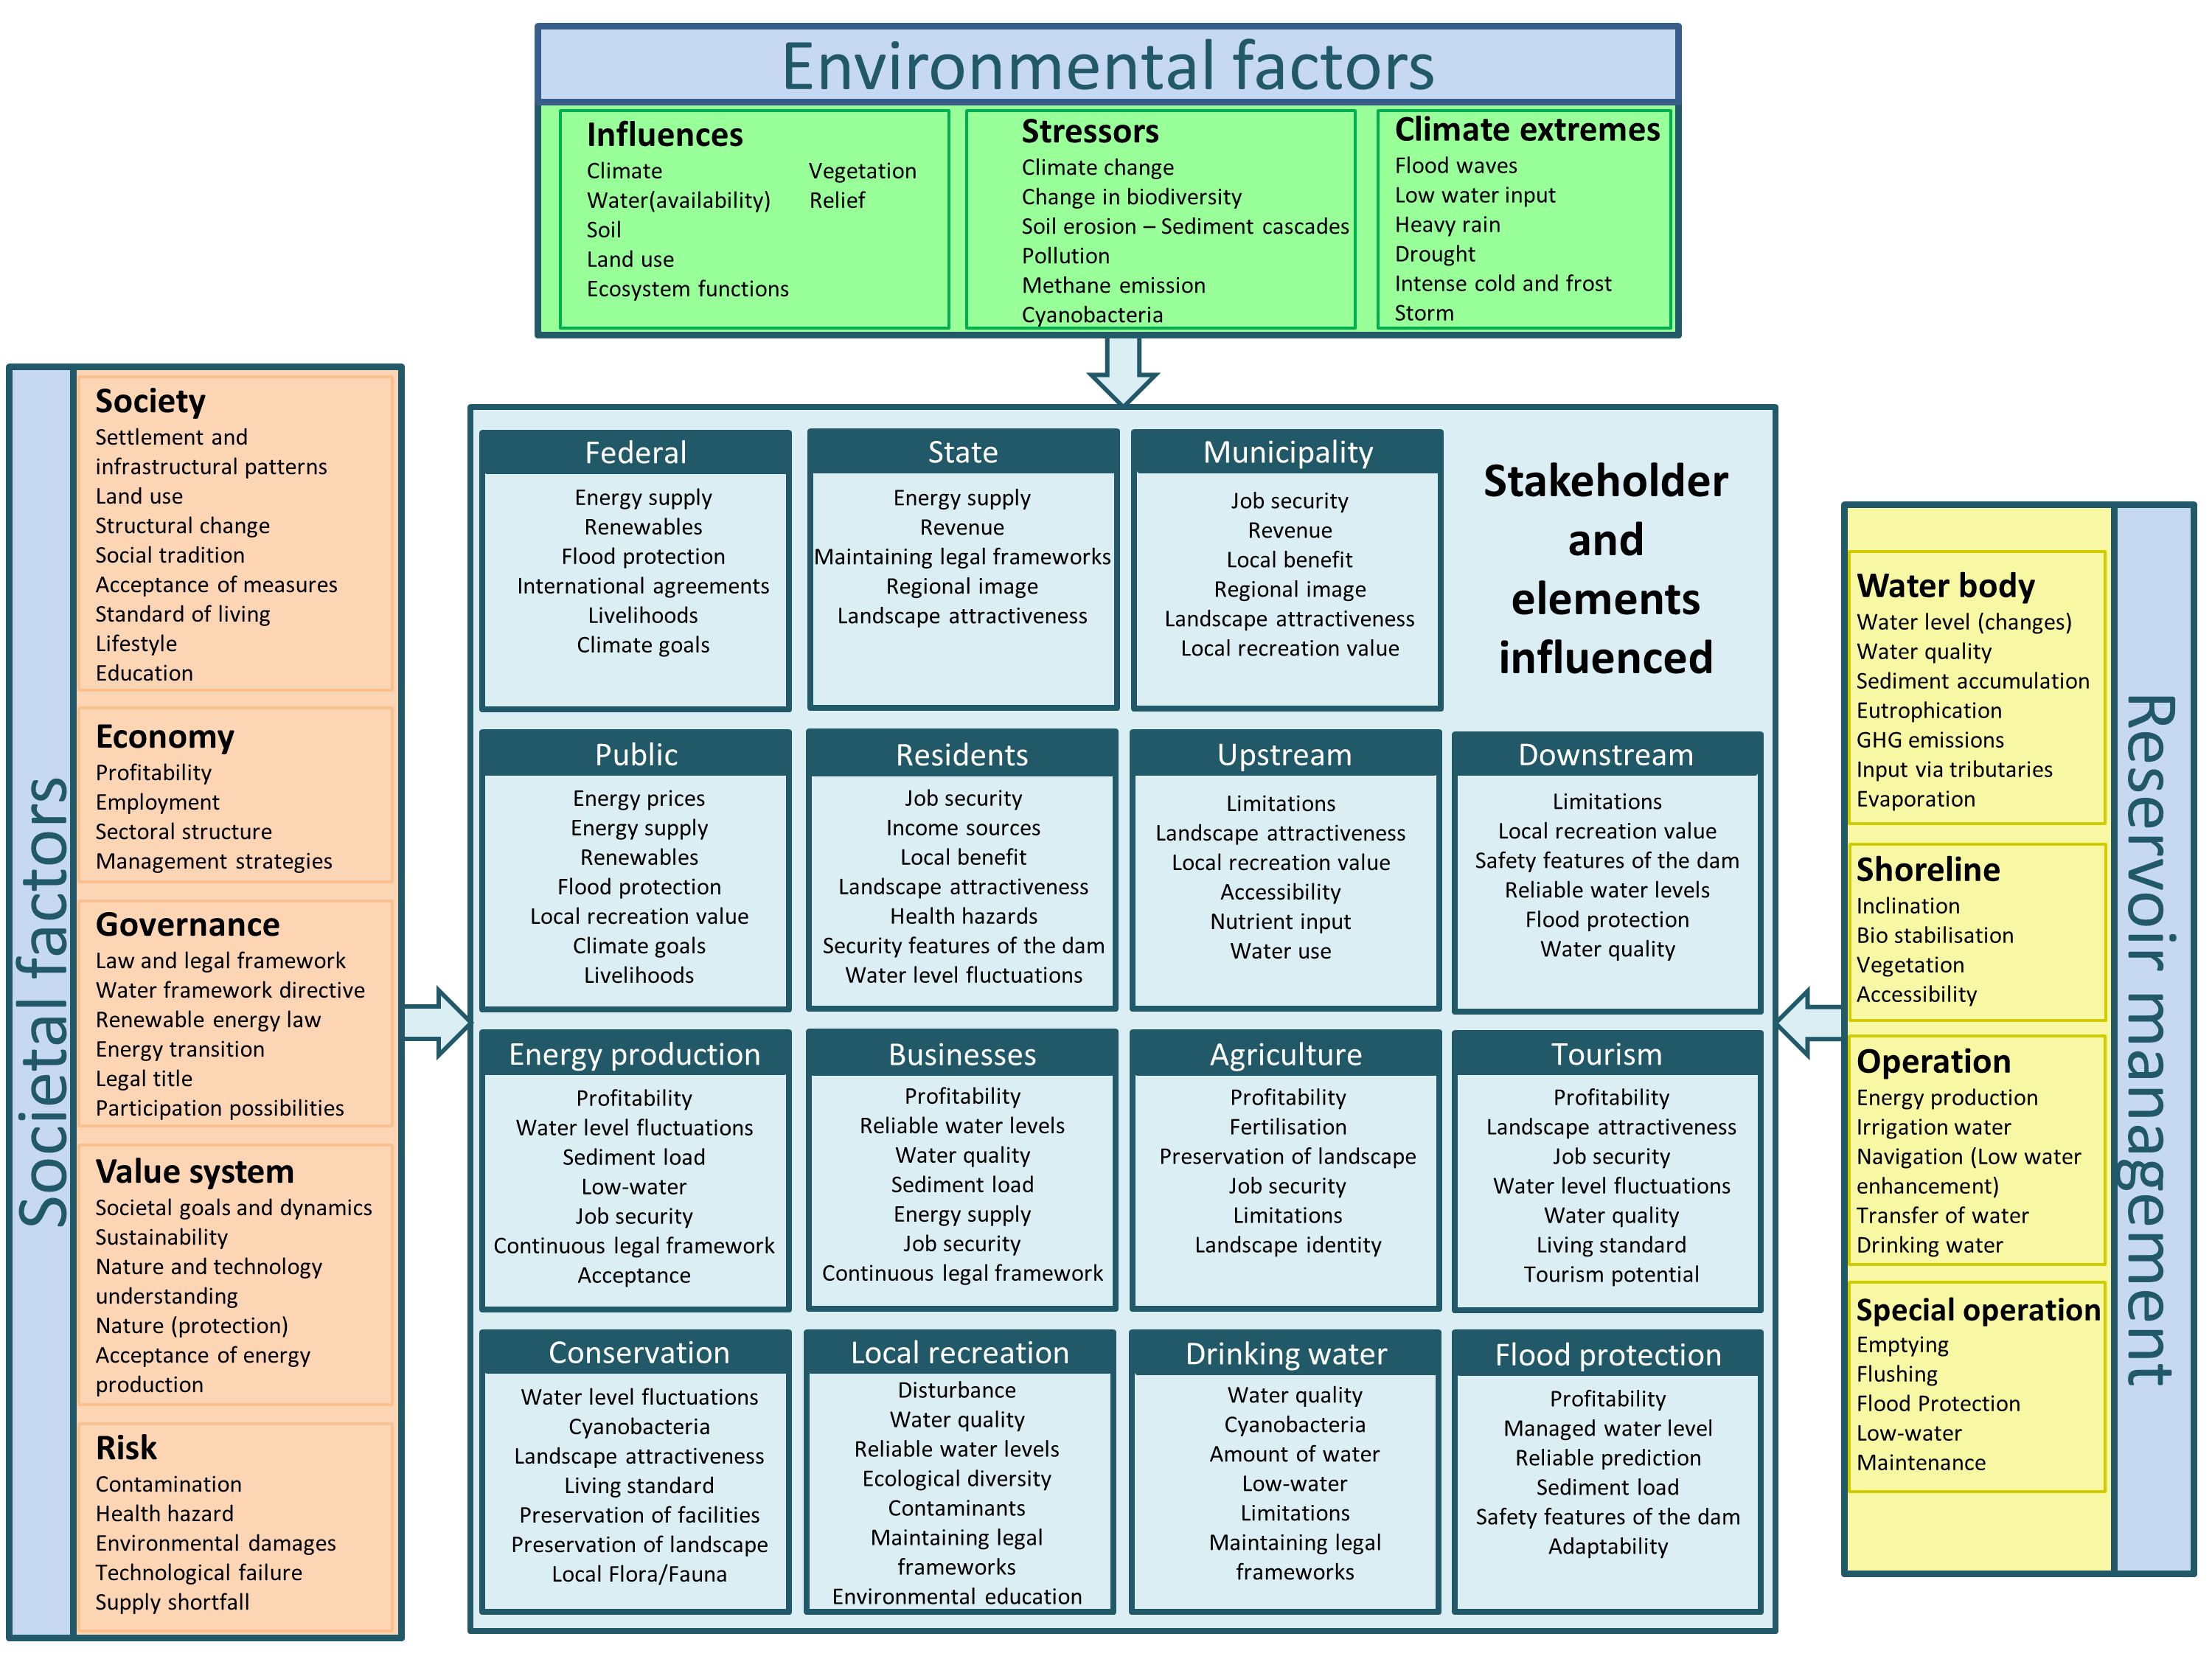 Environmental factors
Influences
Climate
Water(availability)
Soil
Land use
Ecosystem functions
Vegetation
Relief
Stressors
Climate change
Change in biodiversity
Soil erosion – Sediment cascades
Pollution
Methane emission
Cyanobacteria
Climate extremes
Flood waves
Low water input
Heavy rain
Drought
Intense cold and frost
Storm
Societal factors
Society
Settlement and
infrastructural patterns
Land use
Structural change
Social tradition
Acceptance of measures
Standard of living
Lifestyle
Education
Economy
Profitability
Employment
Sectoral structure
Management strategies
Governance
Law and legal framework
Water framework directive
Renewable energy law
Energy transition
Legal title
Participation possibilities
Value system
Societal goals and dynamics
Sustainability
Nature and technology
understanding
Nature (protection)
Acceptance of energy
production
Risk
Contamination
Health hazard
Environmental damages
Technological failure
Supply shortfall
Federal
Energy supply
Renewables
Flood protection
International agreements
Livelihoods
Climate goals
State
Energy supply
Revenue
Maintaining legal frameworks
Regional image
Landscape attractiveness
Municipality
Job security
Revenue
Local benefit
Regional image
Landscape attractiveness
Local recreation value
Stakeholder
and
elements
influenced
Public
Energy prices
Energy supply
Renewables
Flood protection
Local recreation value
Climate goals
Livelihoods
Residents
Job security
Income sources
Local benefit
Landscape attractiveness
Health hazards
Security features of the dam
Water level fluctuations
Upstream
Limitations
Landscape attractiveness
Local recreation value
Accessibility
Nutrient input
Water use
Downstream
Limitations
Local recreation value
Safety features of the dam
Reliable water levels
Flood protection
Water quality
Energy production
Profitability
Water level fluctuations
Sediment load
Low-water
Job security
Continuous legal framework
Acceptance
Businesses
Profitability
Reliable water levels
Water quality
Sediment load
Energy supply
Job security
Continuous legal framework
Agriculture
Profitability
Fertilisation
Preservation of landscape
Job security
Limitations
Landscape identity
Tourism
Profitability
Landscape attractiveness
Job security
Water level fluctuations
Water quality
Living standard
Tourism potential
Conservation
Water level fluctuations
Cyanobacteria
Landscape attractiveness
Living standard
Preservation of facilities
Preservation of landscape
Local Flora/Fauna
Local recreation
Disturbance
Water quality
Reliable water levels
Ecological diversity
Contaminants
Maintaining legal
frameworks
Environmental education
Drinking water
Water quality
Cyanobacteria
Amount of water
Low-water
Limitations
Maintaining legal
frameworks
Flood protection
Profitability
Managed water level
Reliable prediction
Sediment load
Safety features of the dam
Adaptability
Water body
Water level (changes)
Water quality
Sediment accumulation
Eutrophication
GHG emissions
Input via tributaries
Evaporation
Shoreline
Inclination
Bio stabilisation
Vegetation
Accessibility
Operation
Energy production
Irrigation water
Navigation (Low water
enhancement)
Transfer of water
Drinking water
Special operation
Emptying
Flushing
Flood Protection
Low-water
Maintenance
Reservoir management